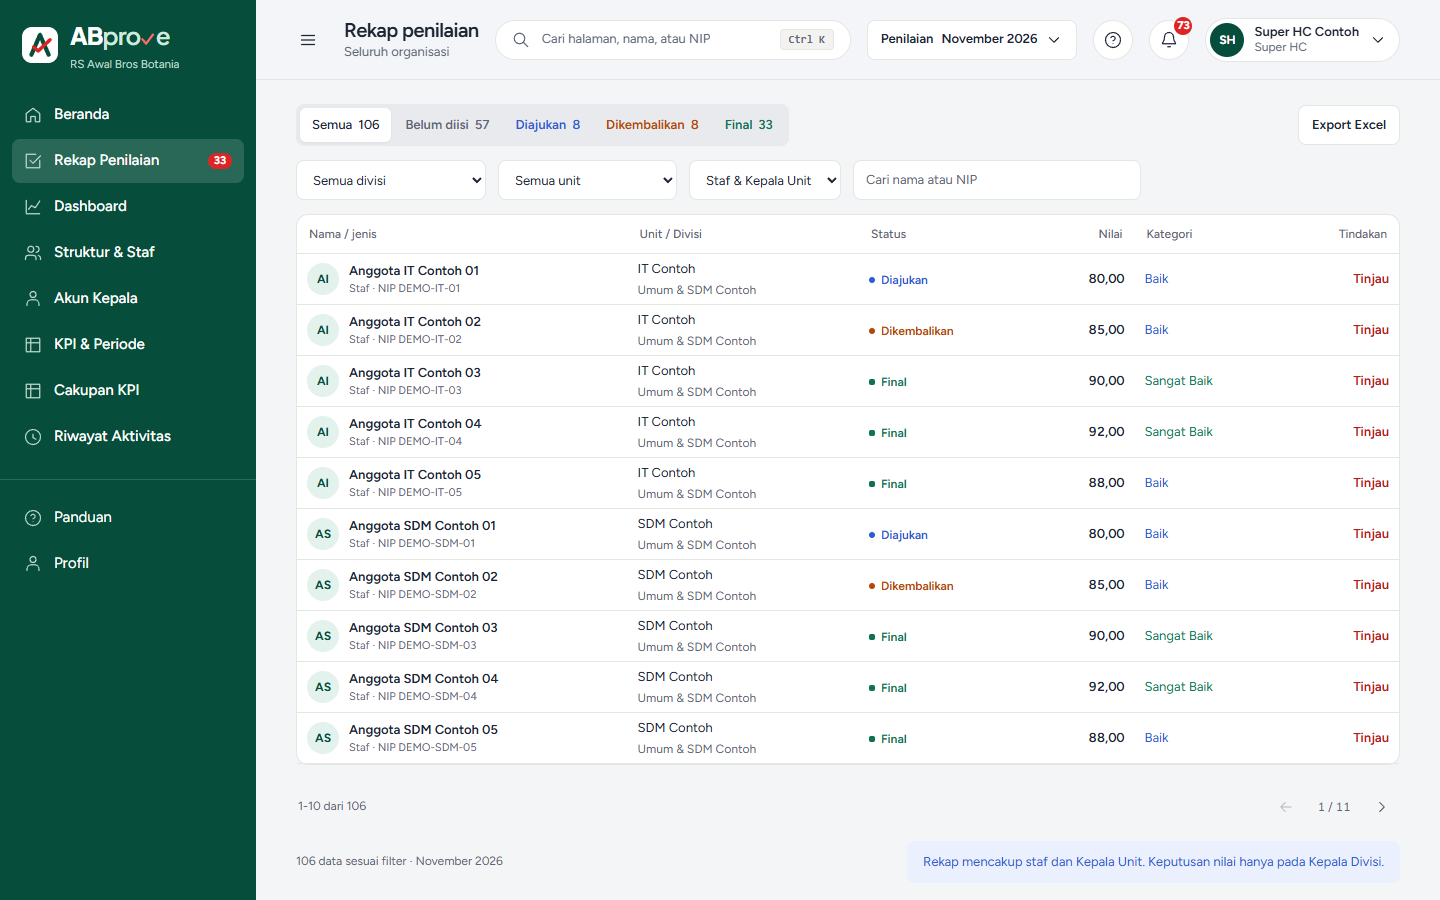 ABprove
RS Awal Bros Botania
Beranda
Rekap Penilaian 33
Dashboard
Struktur & Staf
Akun Kepala
KPI & Periode
Cakupan KPI
Riwayat Aktivitas
Panduan
Profil
Rekap penilaian
Seluruh organisasi
Cari halaman, nama, atau NIP Ctrl K
Penilaian November 2026
73
SH
Super HC Contoh
Super HC
Semua 106 Belum diisi 57 Diajukan 8 Dikembalikan 8 Final 33
Export Excel
Semua divisi Semua unit Staf & Kepala Unit Cari nama atau NIP
Nama / jenis Unit / Divisi Status Nilai Kategori Tindakan
AI Anggota IT Contoh 01 IT Contoh Diajukan 80,00 Baik Tinjau
Staf · NIP DEMO-IT-01 Umum & SDM Contoh
AI Anggota IT Contoh 02 IT Contoh Dikembalikan 85,00 Baik Tinjau
Staf · NIP DEMO-IT-02 Umum & SDM Contoh
AI Anggota IT Contoh 03 IT Contoh Final 90,00 Sangat Baik Tinjau
Staf · NIP DEMO-IT-03 Umum & SDM Contoh
AI Anggota IT Contoh 04 IT Contoh Final 92,00 Sangat Baik Tinjau
Staf · NIP DEMO-IT-04 Umum & SDM Contoh
AI Anggota IT Contoh 05 IT Contoh Final 88,00 Baik Tinjau
Staf · NIP DEMO-IT-05 Umum & SDM Contoh
AS Anggota SDM Contoh 01 SDM Contoh Diajukan 80,00 Baik Tinjau
Staf · NIP DEMO-SDM-01 Umum & SDM Contoh
AS Anggota SDM Contoh 02 SDM Contoh Dikembalikan 85,00 Baik Tinjau
Staf · NIP DEMO-SDM-02 Umum & SDM Contoh
AS Anggota SDM Contoh 03 SDM Contoh Final 90,00 Sangat Baik Tinjau
Staf · NIP DEMO-SDM-03 Umum & SDM Contoh
AS Anggota SDM Contoh 04 SDM Contoh Final 92,00 Sangat Baik Tinjau
Staf · NIP DEMO-SDM-04 Umum & SDM Contoh
AS Anggota SDM Contoh 05 SDM Contoh Final 88,00 Baik Tinjau
Staf · NIP DEMO-SDM-05 Umum & SDM Contoh
1-10 dari 106 1 / 11
106 data sesuai filter · November 2026
Rekap mencakup staf dan Kepala Unit. Keputusan nilai hanya pada Kepala Divisi.